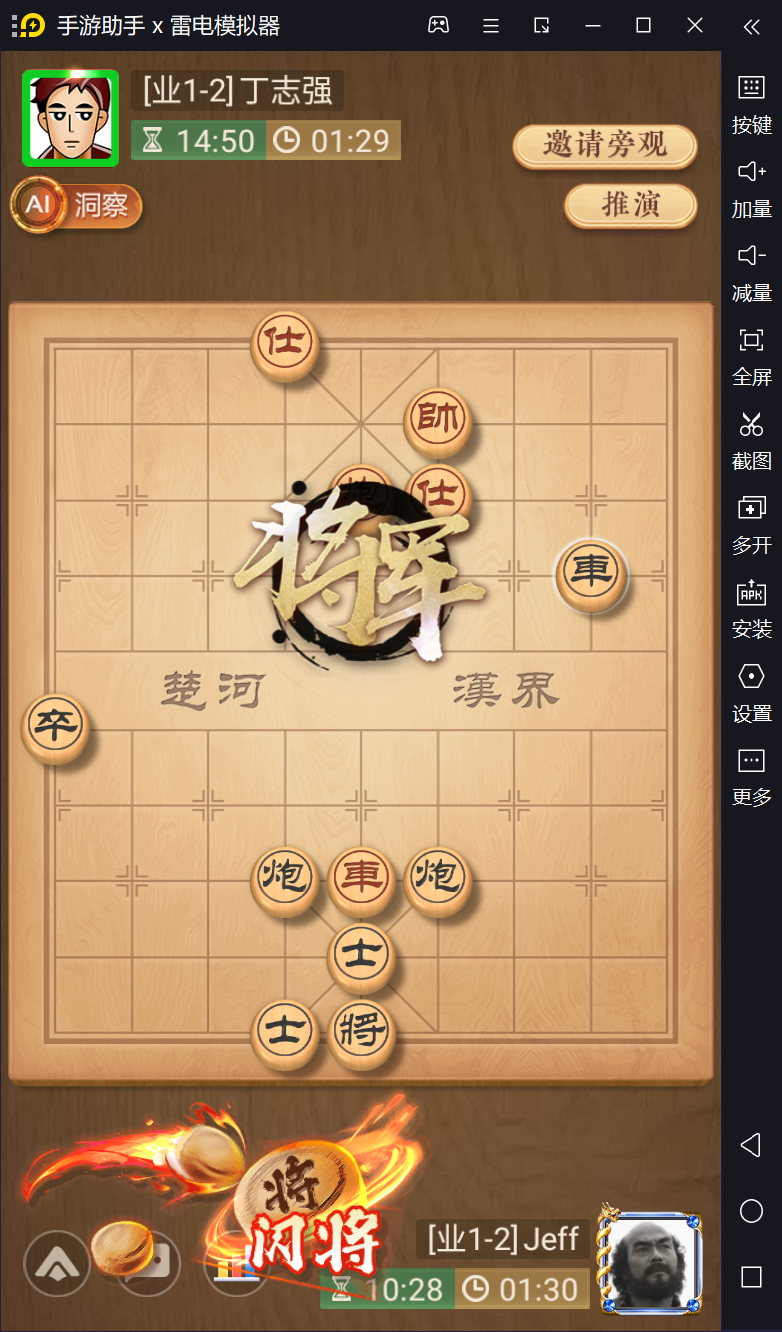 手游助手 x 雷电模拟器
[业1-2]丁志强
14:50 01:29
邀请旁观
AI 洞察
推演
按键
加量
减量
全屏
截图
多开
APK
安装
设置
更多
仕
帥
炮 仕
将军
車
楚河 漢界
卒
炮 車 炮
士
士 將
将
闪将
[业1-2]Jeff
10:28 01:30